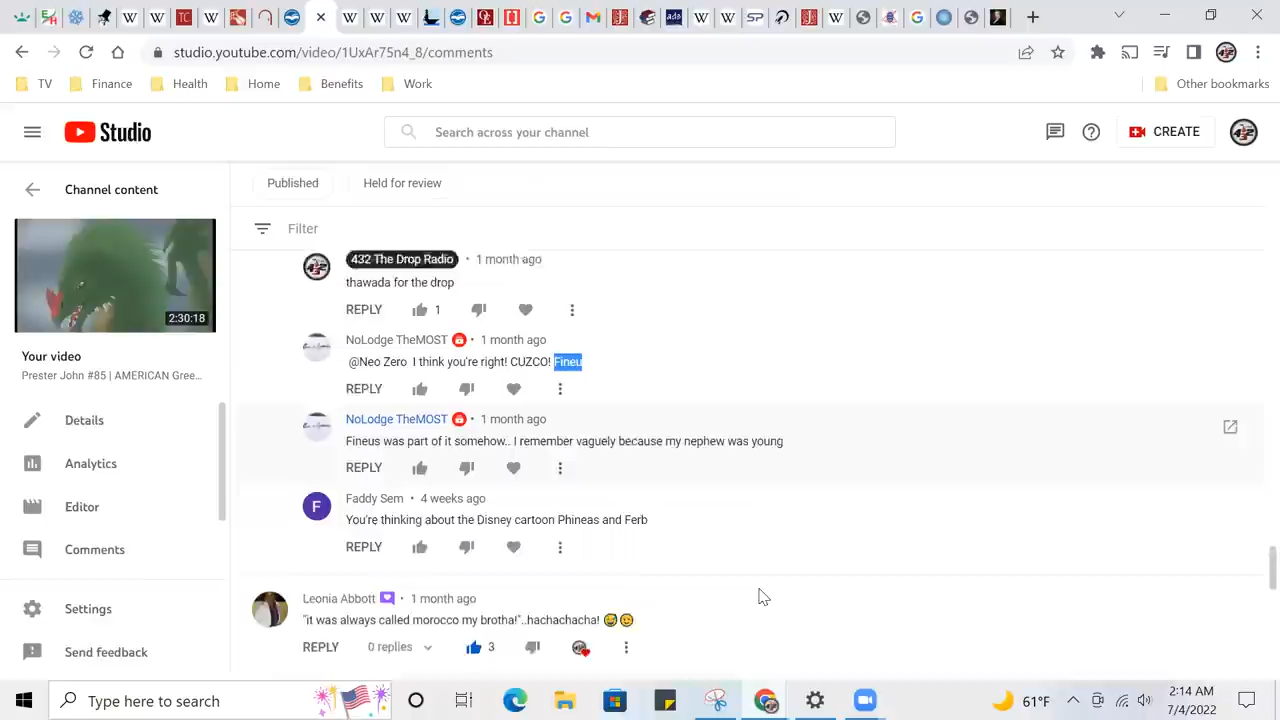 studio.youtube.com/video/1UxAr75n4_8/comments
TV
Finance
Health
Home
Benefits
Work
Other bookmarks
Studio
Search across your channel
CREATE
Channel content
2:30:18
Your video
Prester John #85 | AMERICAN Gree...
Details
Analytics
Editor
Comments
Settings
Send feedback
Published
Held for review
Filter
432 The Drop Radio • 1 month ago
thawada for the drop
REPLY 1
NoLodge TheMOST • 1 month ago
@Neo Zero I think you're right! CUZCO! Fineu
REPLY
NoLodge TheMOST • 1 month ago
Fineus was part of it somehow.. I remember vaguely because my nephew was young
REPLY
F
Faddy Sem • 4 weeks ago
You're thinking about the Disney cartoon Phineas and Ferb
REPLY
Leonia Abbott • 1 month ago
"it was always called morocco my brotha!"..hachachacha! 😅😉
REPLY 0 replies 3
Type here to search
61°F
2:14 AM
7/4/2022